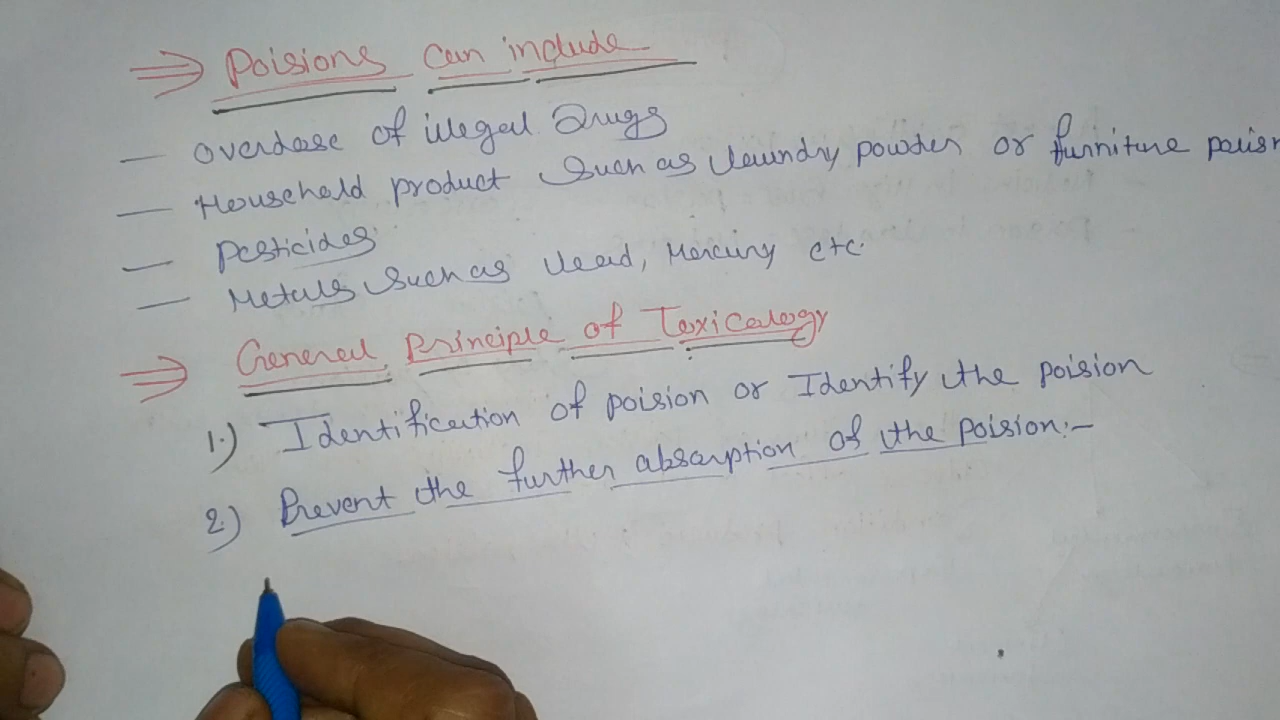 ⇒ Poisions can include
— overdose of illegal Drugs
— Household product Such as laundry powder or furniture polish
— Pesticides
— Metals Such as lead, Mercury etc.
⇒ General Principle of Toxicology
1.) Identification of poision or Identify the poision
2.) Prevent the further absorption of the poision:-